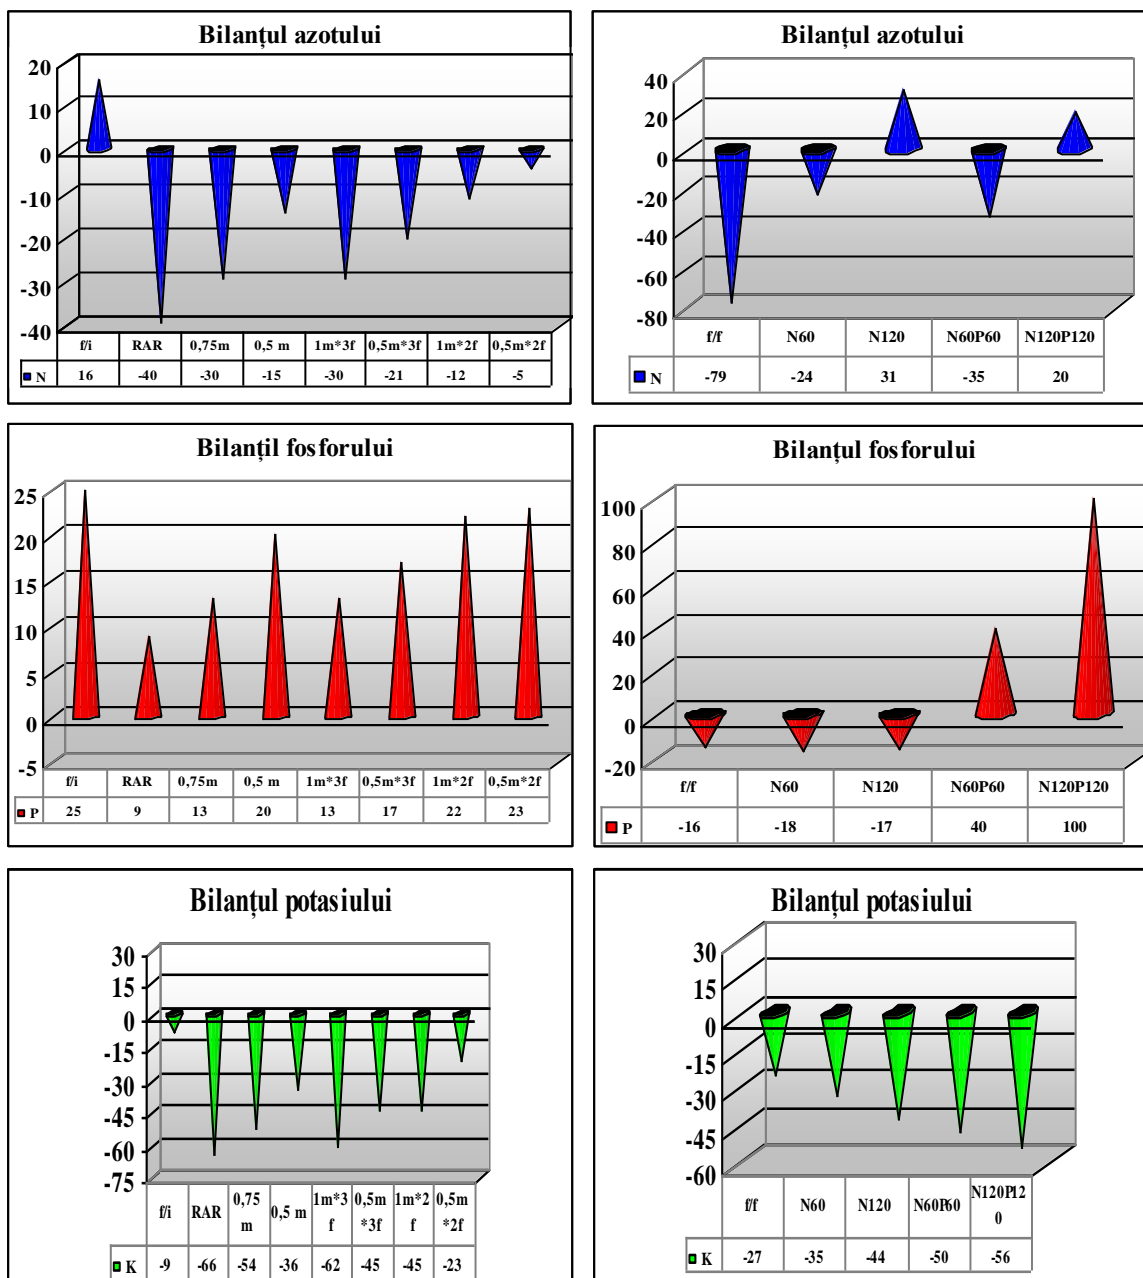 Bilanțul azotului
20
10
0
-10
-20
-30
-40
f/i RAR 0,75m 0,5 m 1m*3f 0,5m*3f 1m*2f 0,5m*2f
N 16 -40 -30 -15 -30 -21 -12 -5
Bilanțul azotului
40
20
0
-20
-40
-60
-80
f/f N60 N120 N60P60 N120P120
N -79 -24 31 -35 20
Bilanțil fosforului
25
20
15
10
5
0
-5
f/i RAR 0,75m 0,5 m 1m*3f 0,5m*3f 1m*2f 0,5m*2f
P 25 9 13 20 13 17 22 23
Bilanțul fosforului
100
80
60
40
20
0
-20
f/f N60 N120 N60P60 N120P120
P -16 -18 -17 40 100
Bilanțul potasiului
30
15
0
-15
-30
-45
-60
-75
f/i RAR 0,75 m 0,5 m 1m*3 f 0,5m *3f 1m*2 f 0,5m *2f
K -9 -66 -54 -36 -62 -45 -45 -23
Bilanțul potasiului
30
15
0
-15
-30
-45
-60
f/f N60 N120 N60P60 N120P12 0
K -27 -35 -44 -50 -56